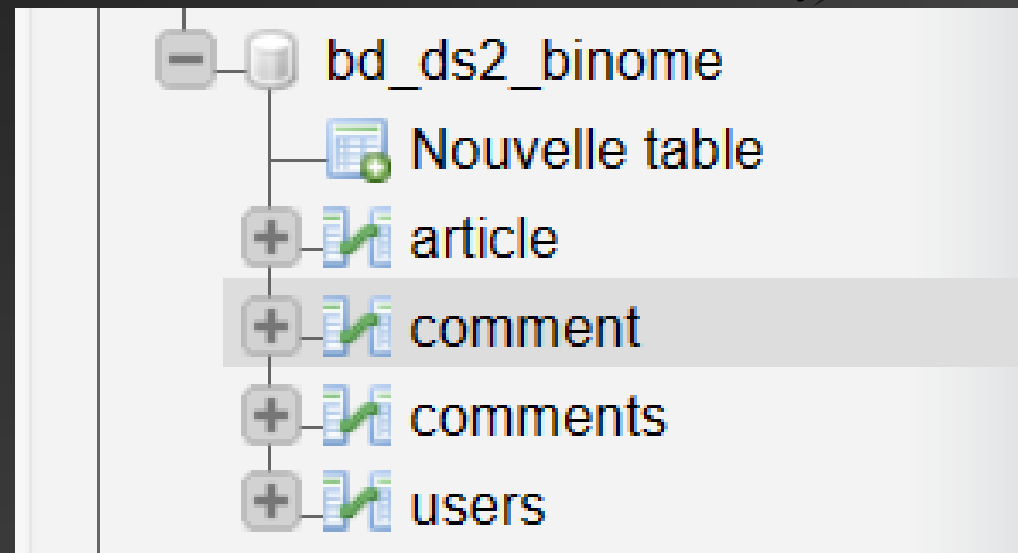 bd_ds2_binome
Nouvelle table
article
comment
comments
users